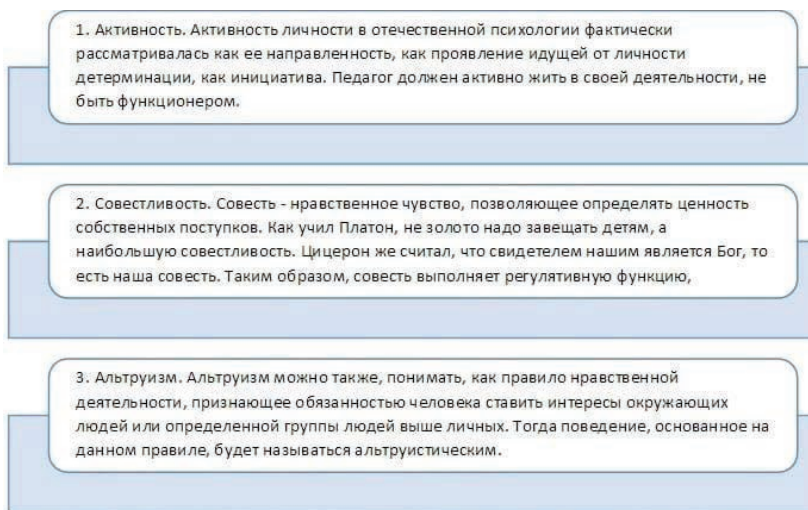 1. Активность. Активность личности в отечественной психологии фактически
рассматривалась как ее направленность, как проявление идущей от личности
детерминации, как инициатива. Педагог должен активно жить в своей деятельности, не
быть функционером.
2. Совестливость. Совесть - нравственное чувство, позволяющее определять ценность
собственных поступков. Как учил Платон, не золото надо завещать детям, а
наибольшую совестливость. Цицерон же считал, что свидетелем нашим является Бог, то
есть наша совесть. Таким образом, совесть выполняет регулятивную функцию,
3. Альтруизм. Альтруизм можно также, понимать, как правило нравственной
деятельности, признающее обязанностью человека ставить интересы окружающих
людей или определенной группы людей выше личных. Тогда поведение, основанное на
данном правиле, будет называться альтруистическим.